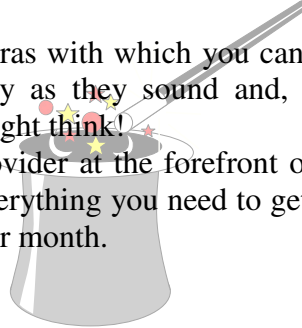 ras with which you can
y as they sound and,
ght think!
ovider at the forefront o
erything you need to get
r month.